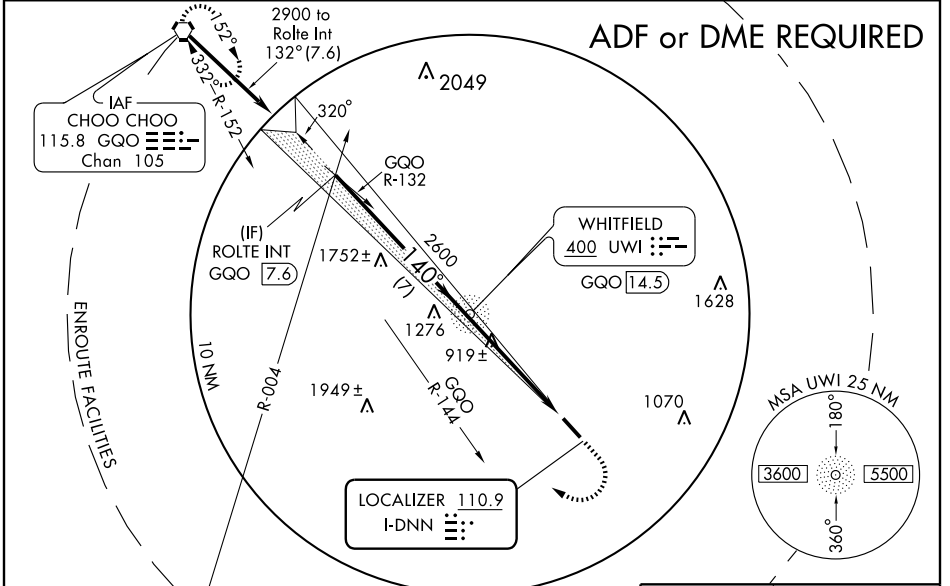 ADF or DME REQUIRED
2900 to
Rolte Int
132° (7.6)
152°
332°
R-152
IAF
CHOO CHOO
115.8 GQO
Chan 105
2049
320°
GQO
R-132
(IF)
ROLTE INT
GQO 7.6
1752±
2600
140°
(7)
WHITFIELD
400 UWI
GQO 14.5
1628
1276
919±
ENROUTE FACILITIES
10 NM
R-004
1949±
GQO
R-144
1070
MSA UWI 25 NM
180°
3600
5500
360°
LOCALIZER 110.9
I-DNN